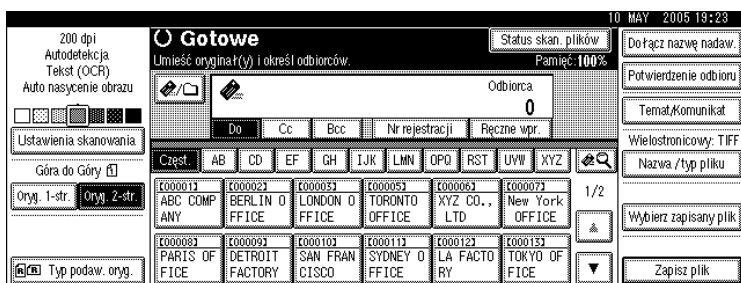 10 MAY 2005 19:23
200 dpi
Autodetekcja
Tekst (OCR)
Auto nasycenie obrazu
Ustawienia skanowania
Góra do Góry
Oryg. 1-str. Oryg. 2-str.
Typ podaw. oryg.
Gotowe
Status skan. plików
Umieść oryginał(y) i określ odbiorców.
Pamięć:100%
Odbiorca
0
Do Cc Bcc Nr rejestracji Ręczne wpr.
Częst. AB CD EF GH IJK LMN OPQ RST UVW XYZ
[00001] [00002] [00003] [00005] [00006] [00007]
ABC COMP BERLIN O LONDON O TORONTO XYZ CO., New York
ANY FFICE FFICE OFFICE LTD OFFICE
1/2
[00008] [00009] [00010] [00011] [00012] [00013]
PARIS OF DETROIT SAN FRAN SYDNEY O LA FACTO TOKYO OF
FICE FACTORY CISCO FFICE RY FICE
Dołącz nazwę nadaw.
Potwierdzenie odbioru
Temat/Komunikat
Wielostronicowy: TIFF
Nazwa /typ pliku
Wybierz zapisany plik
Zapisz plik